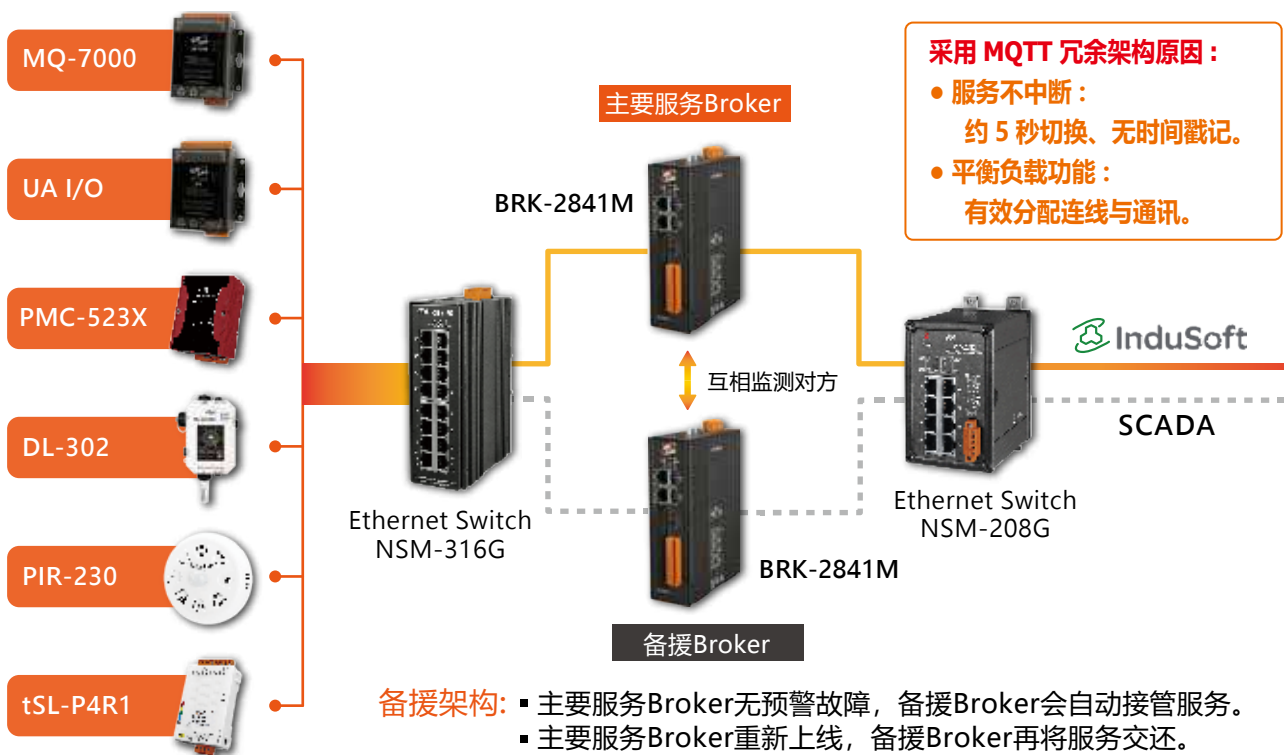 MQ-7000
UA I/O
PMC-523X
DL-302
PIR-230
tSL-P4R1
Ethernet Switch
NSM-316G
主要服务Broker
BRK-2841M
互相监测对方
BRK-2841M
备援Broker
采用 MQTT 冗余架构原因：
• 服务不中断：
约 5 秒切换、无时间戳记。
• 平衡负载功能：
有效分配连线与通讯。
InduSoft
SCADA
Ethernet Switch
NSM-208G
备援架构: ▪ 主要服务Broker无预警故障，备援Broker会自动接管服务。
▪ 主要服务Broker重新上线，备援Broker再将服务交还。